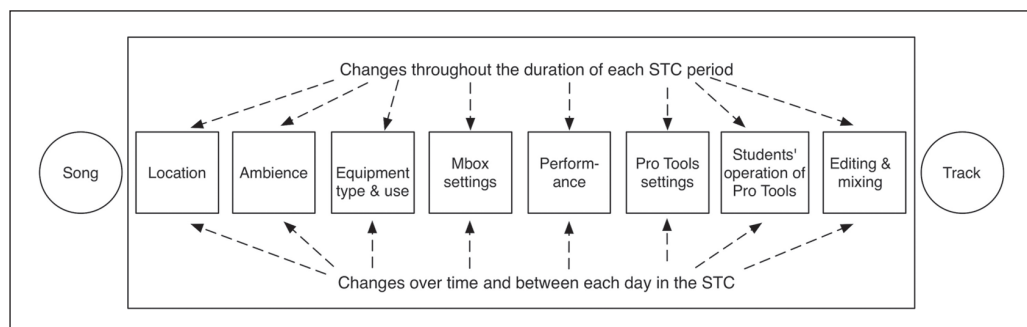 Changes throughout the duration of each STC period
Song
Location
Ambience
Equipment
type & use
Mbox
settings
Perform-
ance
Pro Tools
settings
Students'
operation of
Pro Tools
Editing &
mixing
Track
Changes over time and between each day in the STC